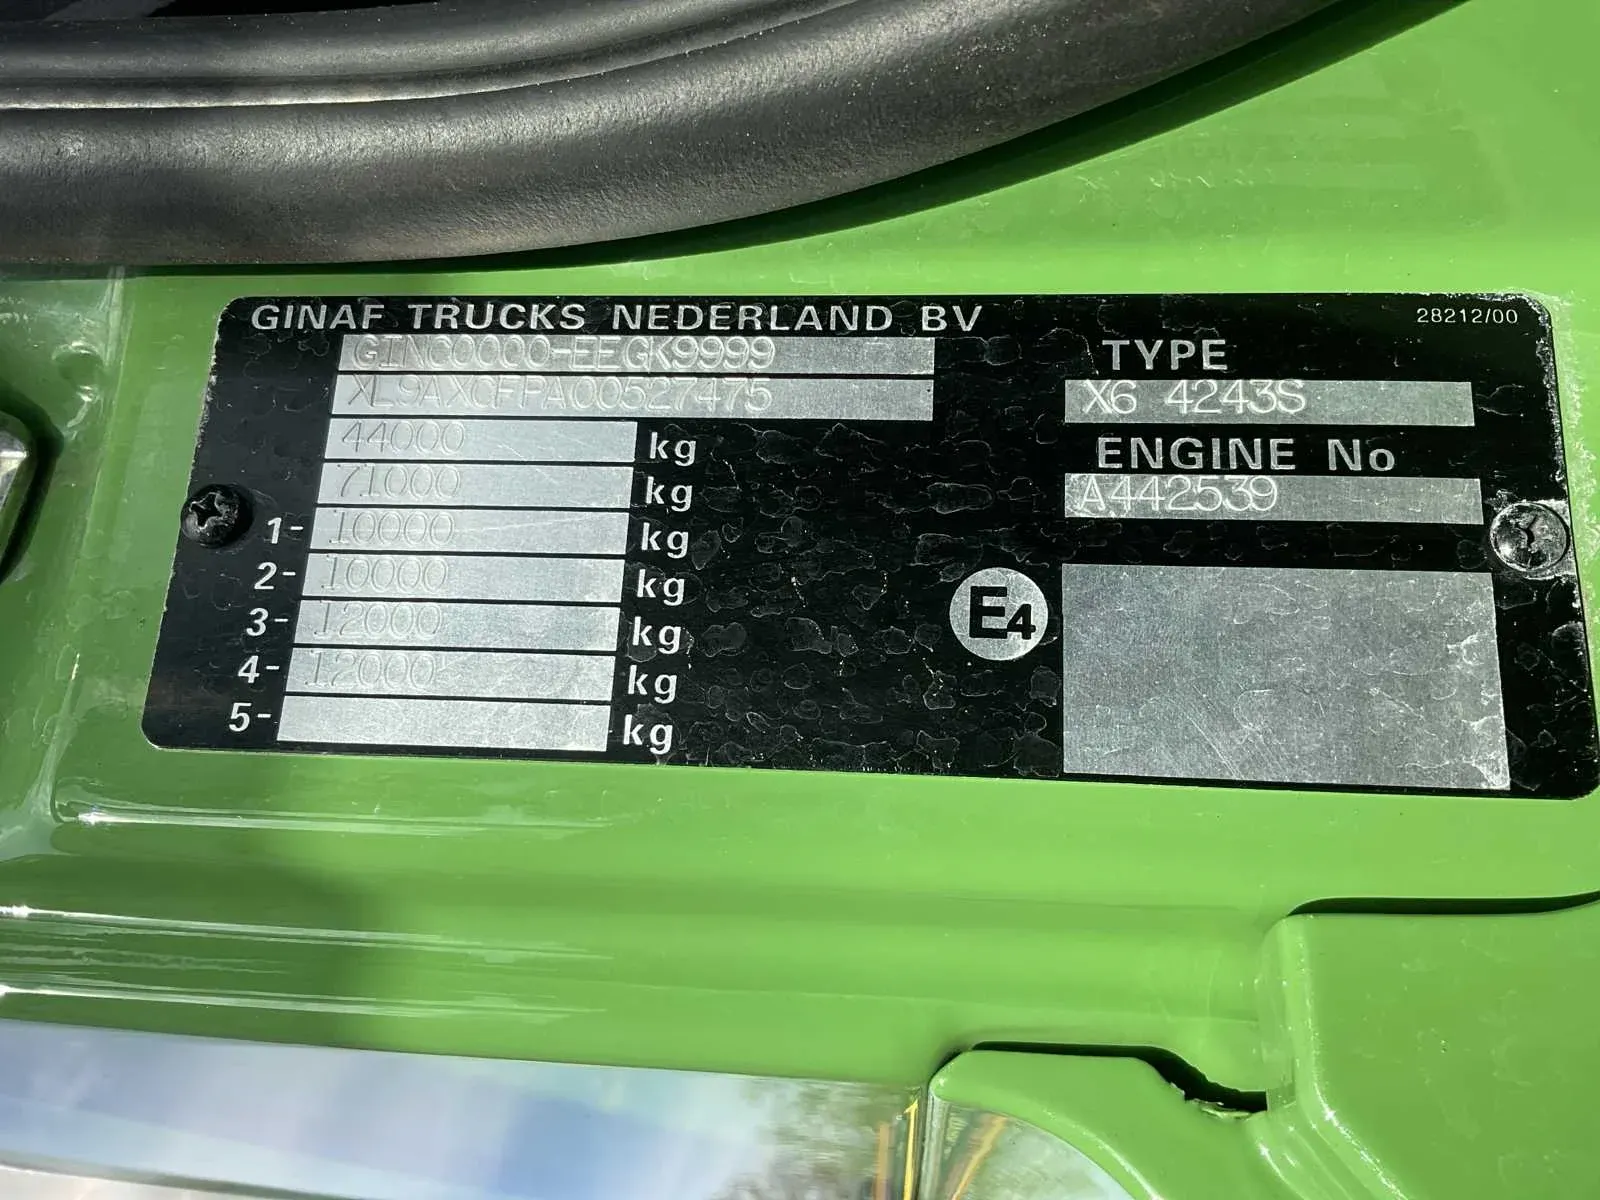 GINAF TRUCKS NEDERLAND BV
28212/00
GINC0000-EEGK9999
XL9AXCFPA00527475
44000 kg
71000 kg
1- 10000 kg
2- 10000 kg
3- 12000 kg
4- 12000 kg
5- kg
TYPE
X6 4243S
ENGINE No
A442539
E4